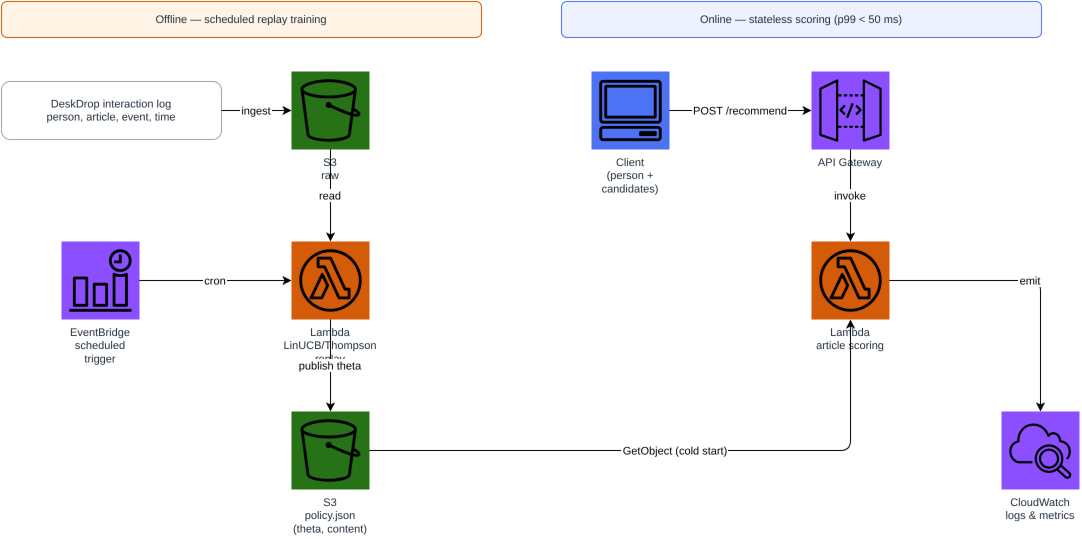 Offline — scheduled replay training
Online — stateless scoring (p99 < 50 ms)
DeskDrop interaction log
person, article, event, time
ingest
S3
raw
read
Client
(person +
candidates)
POST /recommend
API Gateway
invoke
EventBridge
scheduled
trigger
cron
Lambda
LinUCB/Thompson
replay
publish theta
Lambda
article scoring
emit
S3
policy.json
(theta, content)
GetObject (cold start)
CloudWatch
logs & metrics